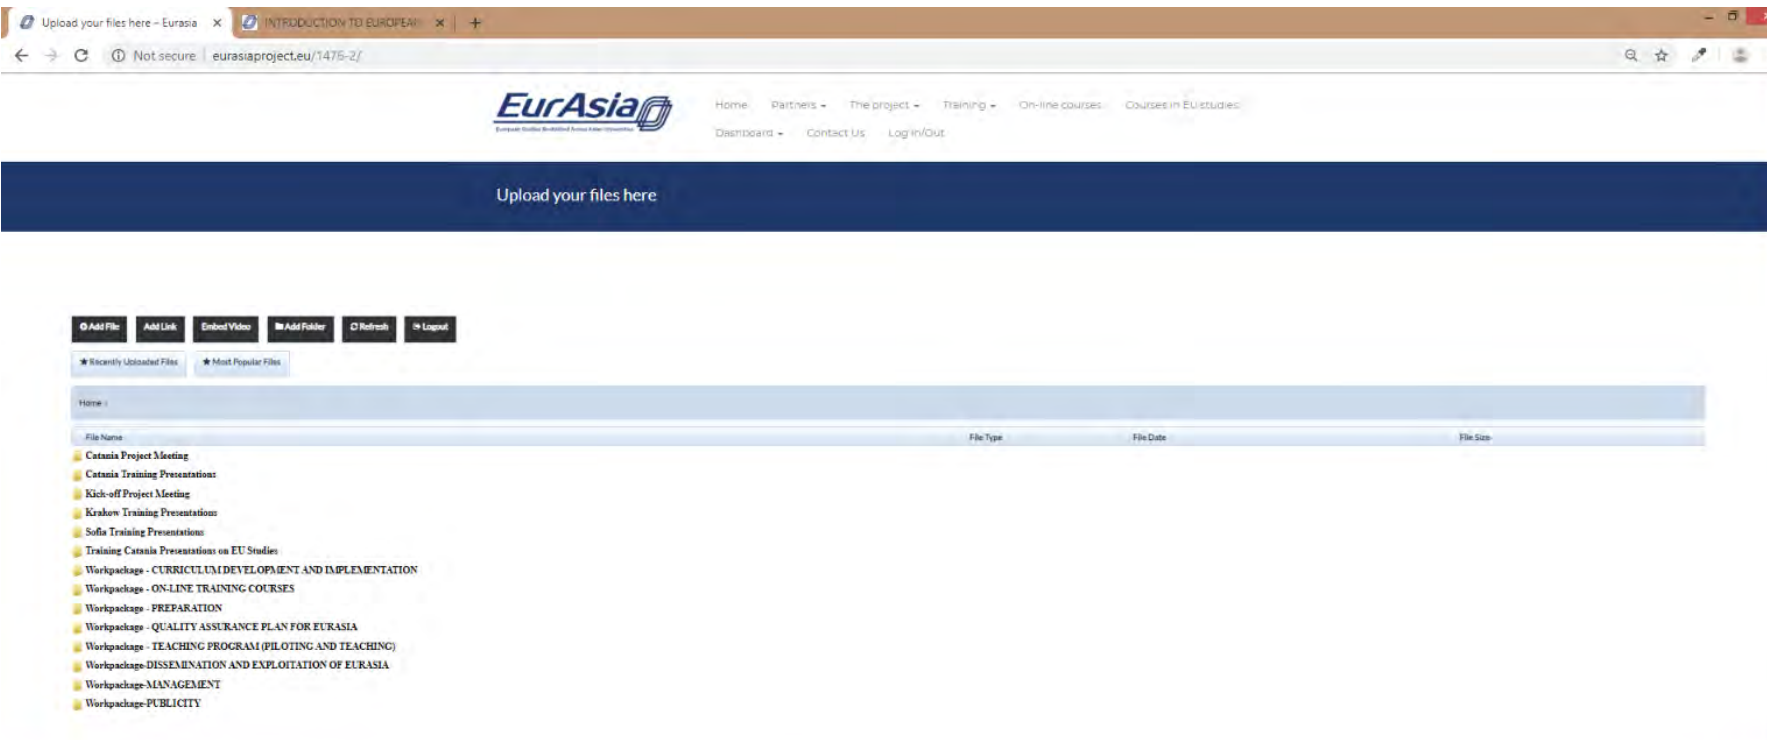 Upload your files here – Eurasia
INTRODUCTION TO EUROPEAN
Not secure eurasiaproject.eu/1476-2/
EurAsia
Home Partners The project Training On-line courses Courses in EU studies
Dashboard Contact Us Log In/Out
Upload your files here
Add File Add Link Embed Video Add Folder Refresh Logout
Recently Uploaded Files Most Popular Files
Home
File Name File Type File Date File Size
Catania Project Meeting
Catania Training Presentations
Kick-off Project Meeting
Krakow Training Presentations
Sofia Training Presentations
Training Catania Presentations on EU Studies
Workpackage - CURRICULUM DEVELOPMENT AND IMPLEMENTATION
Workpackage - ON-LINE TRAINING COURSES
Workpackage - PREPARATION
Workpackage - QUALITY ASSURANCE PLAN FOR EURASIA
Workpackage - TEACHING PROGRAM (PILOTING AND TEACHING)
Workpackage-DISSEMINATION AND EXPLOITATION OF EURASIA
Workpackage-MANAGEMENT
Workpackage-PUBLICITY